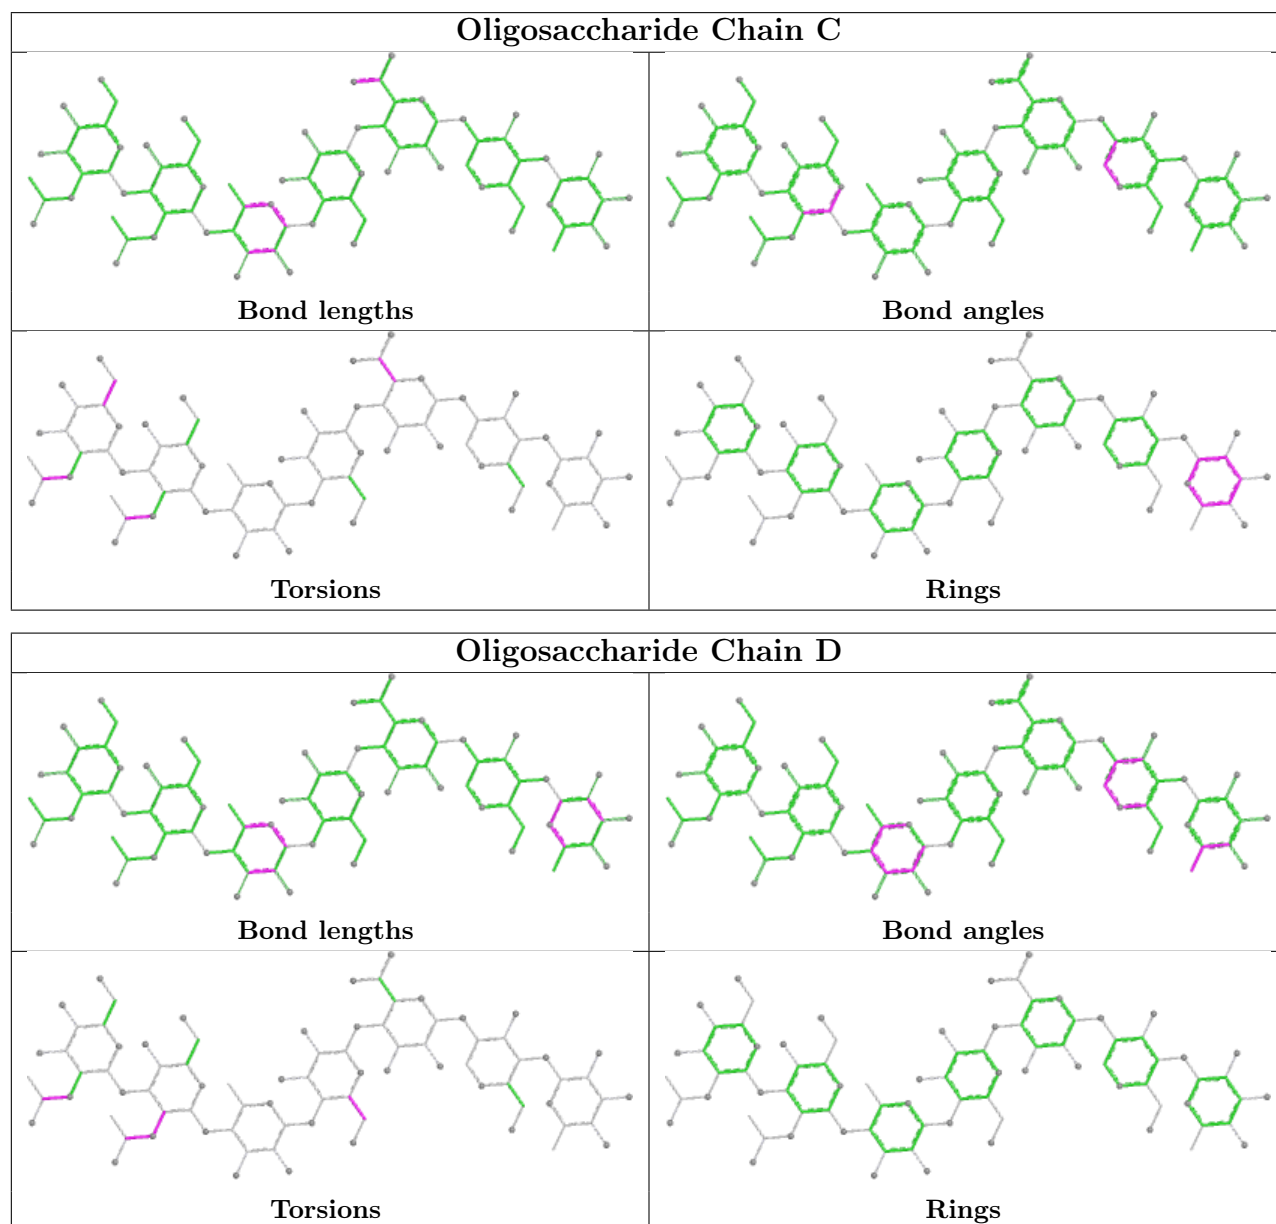 Oligosaccharide Chain C
Bond lengths
Bond angles
Torsions
Rings
Oligosaccharide Chain D
Bond lengths
Bond angles
Torsions
Rings